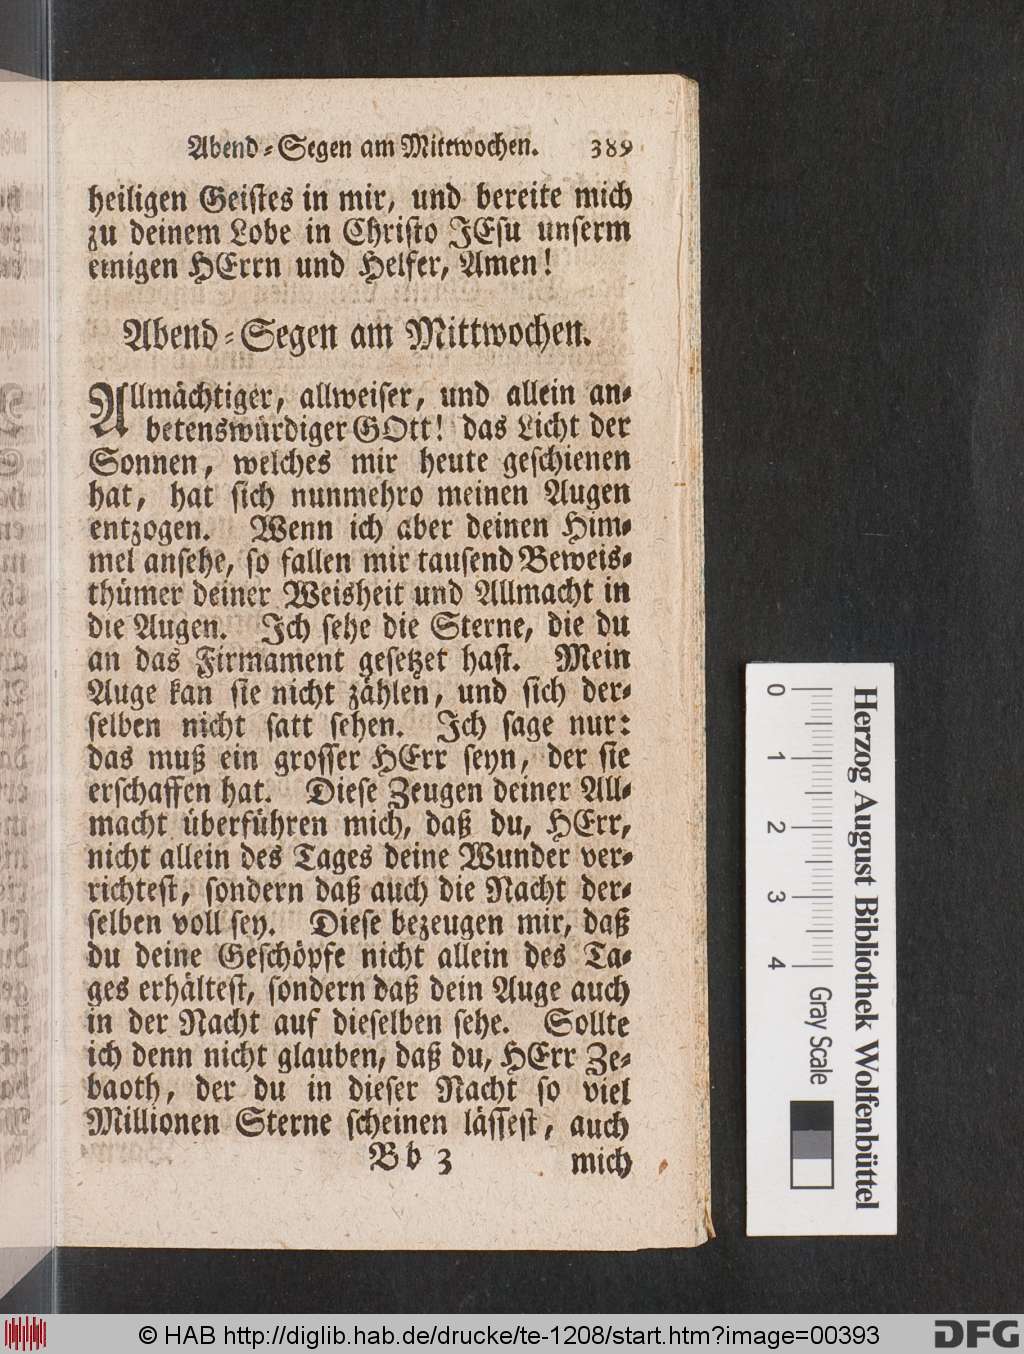 Abend-Segen am Mittwochen. 389
heiligen Geistes in mir, und bereite mich
zu deinem Lobe in Christo JEsu unserm
einigen HErrn und Helfer, Amen!
Abend-Segen am Mittwochen.
Allmächtiger, allweiser, und allein an-
betenswürdiger GOtt! das Licht der
Sonnen, welches mir heute geschienen
hat, hat sich nunmehro meinen Augen
entzogen. Wenn ich aber deinen Him-
mel ansehe, so fallen mir tausend Beweis-
thümer deiner Weisheit und Allmacht in
die Augen. Ich sehe die Sterne, die du
an das Firmament gesetzet hast. Mein
Auge kan sie nicht zählen, und sich der-
selben nicht satt sehen. Ich sage nur:
das muß ein grosser HErr seyn, der sie
erschaffen hat. Diese Zeugen deiner All-
macht überführen mich, daß du, HErr,
nicht allein des Tages deine Wunder ver-
richtest, sondern daß auch die Nacht der-
selben voll sey. Diese bezeugen mir, daß
du deine Geschöpfe nicht allein des Ta-
ges erhältest, sondern daß dein Auge auch
in der Nacht auf dieselben sehe. Sollte
ich denn nicht glauben, daß du, HErr Ze-
baoth, der du in dieser Nacht so viel
Millionen Sterne scheinen lässest, auch
Bb 3 mich
0 1 2 3 4
Gray Scale
Herzog August Bibliothek Wolfenbüttel
© HAB http://diglib.hab.de/drucke/te-1208/start.htm?image=00393
DFG